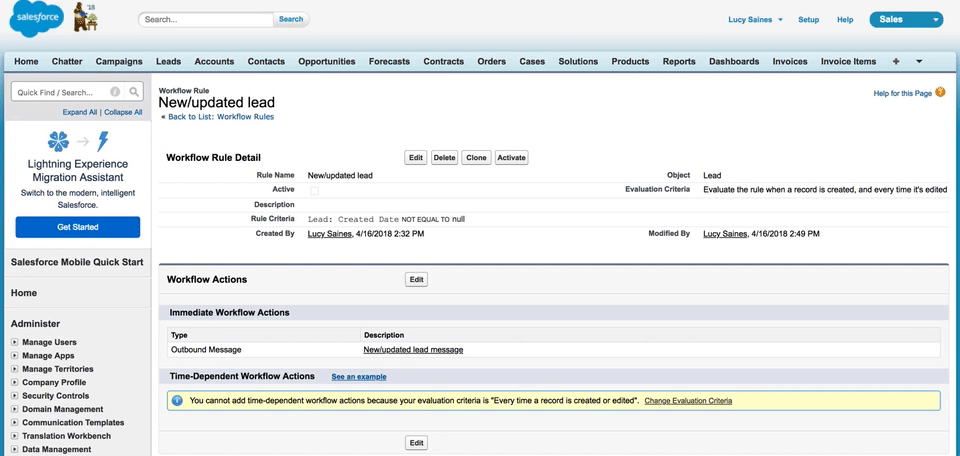 salesforce
'18
Search...
Search
Lucy Saines
Setup
Help
Sales
Home Chatter Campaigns Leads Accounts Contacts Opportunities Forecasts Contracts Orders Cases Solutions Products Reports Dashboards Invoices Invoice Items +
Quick Find / Search...
Expand All | Collapse All
Lightning Experience
Migration Assistant
Switch to the modern, intelligent
Salesforce.
Get Started
Salesforce Mobile Quick Start
Home
Administer
Manage Users
Manage Apps
Manage Territories
Company Profile
Security Controls
Domain Management
Communication Templates
Translation Workbench
Data Management
Workflow Rule
New/updated lead
« Back to List: Workflow Rules
Help for this Page
Workflow Rule Detail
Edit Delete Clone Activate
Rule Name New/updated lead Object Lead
Active Evaluation Criteria Evaluate the rule when a record is created, and every time it's edited
Description
Rule Criteria Lead: Created Date NOT EQUAL TO null
Created By Lucy Saines, 4/16/2018 2:32 PM Modified By Lucy Saines, 4/16/2018 2:49 PM
Workflow Actions Edit
Immediate Workflow Actions
Type Description
Outbound Message New/updated lead message
Time-Dependent Workflow Actions See an example
You cannot add time-dependent workflow actions because your evaluation criteria is "Every time a record is created or edited". Change Evaluation Criteria
Edit